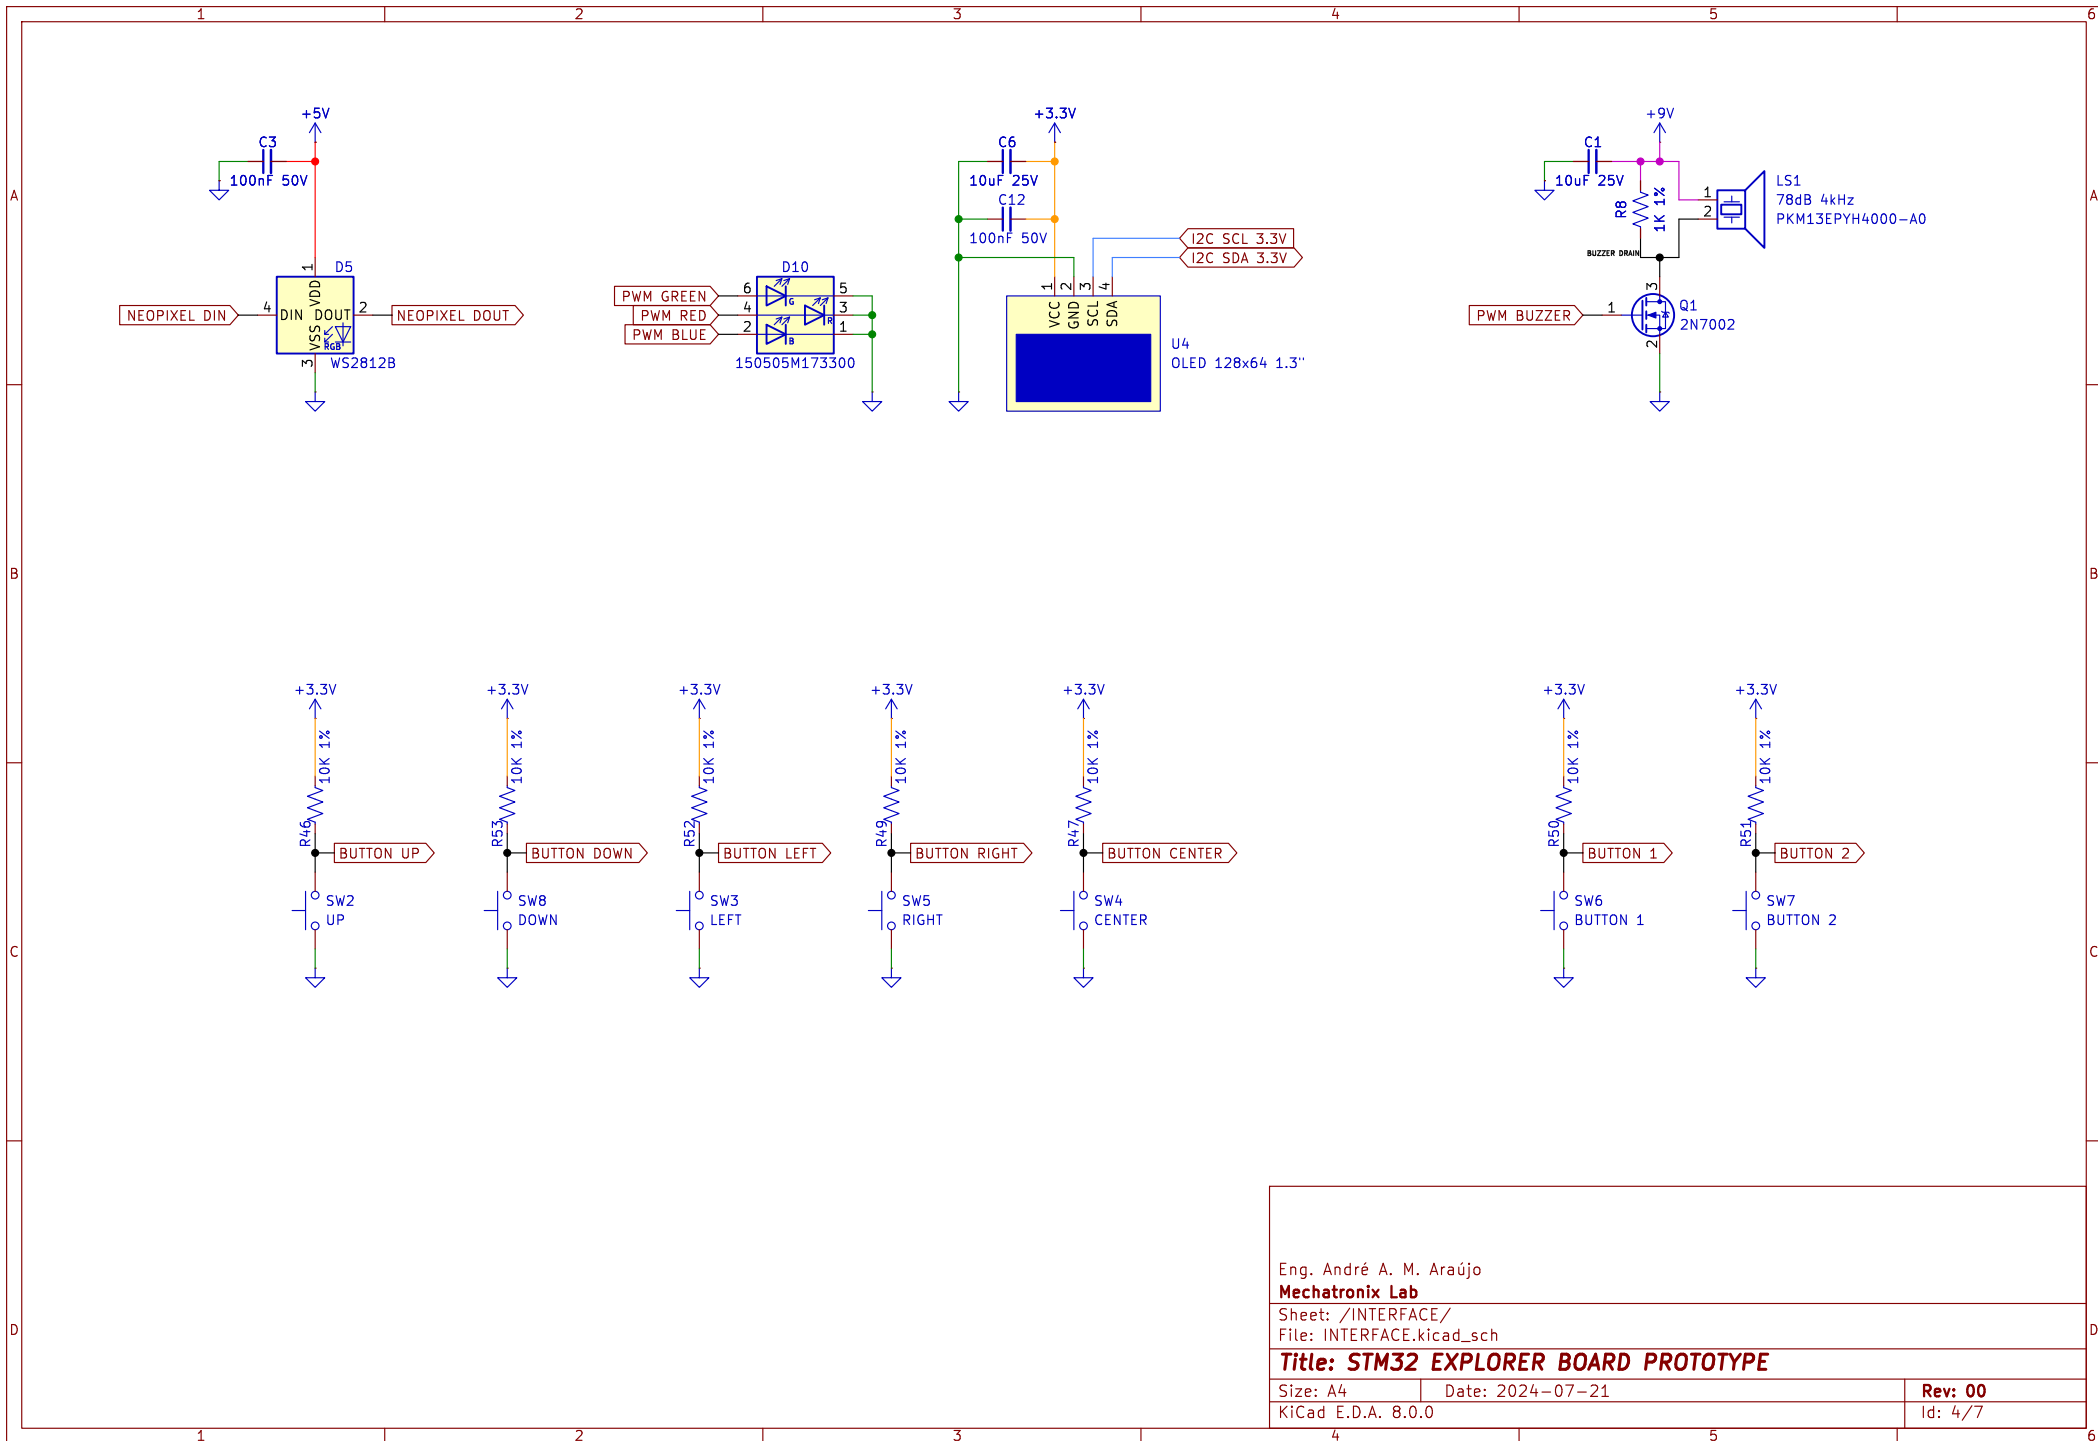 1 2 3 4 5 6
A A
B B
C C
D D
+5V
C3
100nF 50V
D5
1
VDD
NEOPIXEL DIN
4
DIN
DOUT
2
NEOPIXEL DOUT
VSS
RGB
3
WS2812B
D10
PWM GREEN
6
G
5
PWM RED
4
R
3
PWM BLUE
2
B
1
150505M173300
+3.3V
C6
10uF 25V
C12
100nF 50V
I2C SCL 3.3V
I2C SDA 3.3V
1 2 3 4
VCC
GND
SCL
SDA
U4
OLED 128x64 1.3"
+9V
C1
10uF 25V
R8
1K 1%
1
2
LS1
78dB 4kHz
PKM13EPYH4000-A0
BUZZER DRAIN
3
PWM BUZZER
1
Q1
2N7002
2
+3.3V
10K 1%
R46
BUTTON UP
SW2
UP
+3.3V
10K 1%
R53
BUTTON DOWN
SW8
DOWN
+3.3V
10K 1%
R52
BUTTON LEFT
SW3
LEFT
+3.3V
10K 1%
R49
BUTTON RIGHT
SW5
RIGHT
+3.3V
10K 1%
R47
BUTTON CENTER
SW4
CENTER
+3.3V
10K 1%
R50
BUTTON 1
SW6
BUTTON 1
+3.3V
10K 1%
R51
BUTTON 2
SW7
BUTTON 2
Eng. André A. M. Araújo
Mechatronix Lab
Sheet: /INTERFACE/
File: INTERFACE.kicad_sch
Title: STM32 EXPLORER BOARD PROTOTYPE
Size: A4 Date: 2024-07-21 Rev: 00
KiCad E.D.A. 8.0.0 Id: 4/7
1 2 3 4 5 6